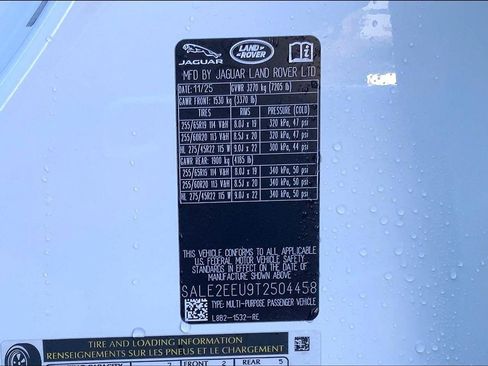 JAGUAR LAND ROVER
MFD BY JAGUAR LAND ROVER LTD
DATE: 11/25 GVWR 3270 kg (7205 lb)
GAWR FRONT: 1530 kg (3370 lb)
TIRES RIMS PRESSURE (COLD)
255/65R19 114 V&H 8.0J x 19 320 kPa, 47 psi
255/60R20 113 V&H 8.5J x 20 320 kPa, 47 psi
HL 275/45R22 115 W 9.0J x 22 300 kPa, 44 psi
GAWR REAR: 1900 kg (4185 lb)
255/65R19 114 V&H 8.0J x 19 340 kPa, 50 psi
255/60R20 113 V&H 8.5J x 20 340 kPa, 50 psi
HL 275/45R22 115 W 9.0J x 22 340 kPa, 50 psi
THIS VEHICLE CONFORMS TO ALL APPLICABLE
U.S. FEDERAL MOTOR VEHICLE SAFETY
STANDARDS IN EFFECT ON THE DATE OF
MANUFACTURE SHOWN ABOVE.
SALE2EEU9T2504458
TYPE: MULTI-PURPOSE PASSENGER VEHICLE
L8B2-1532-RE
TIRE AND LOADING INFORMATION
RENSEIGNEMENTS SUR LES PNEUS ET LE CHARGEMENT
FRONT 2 REAR 5